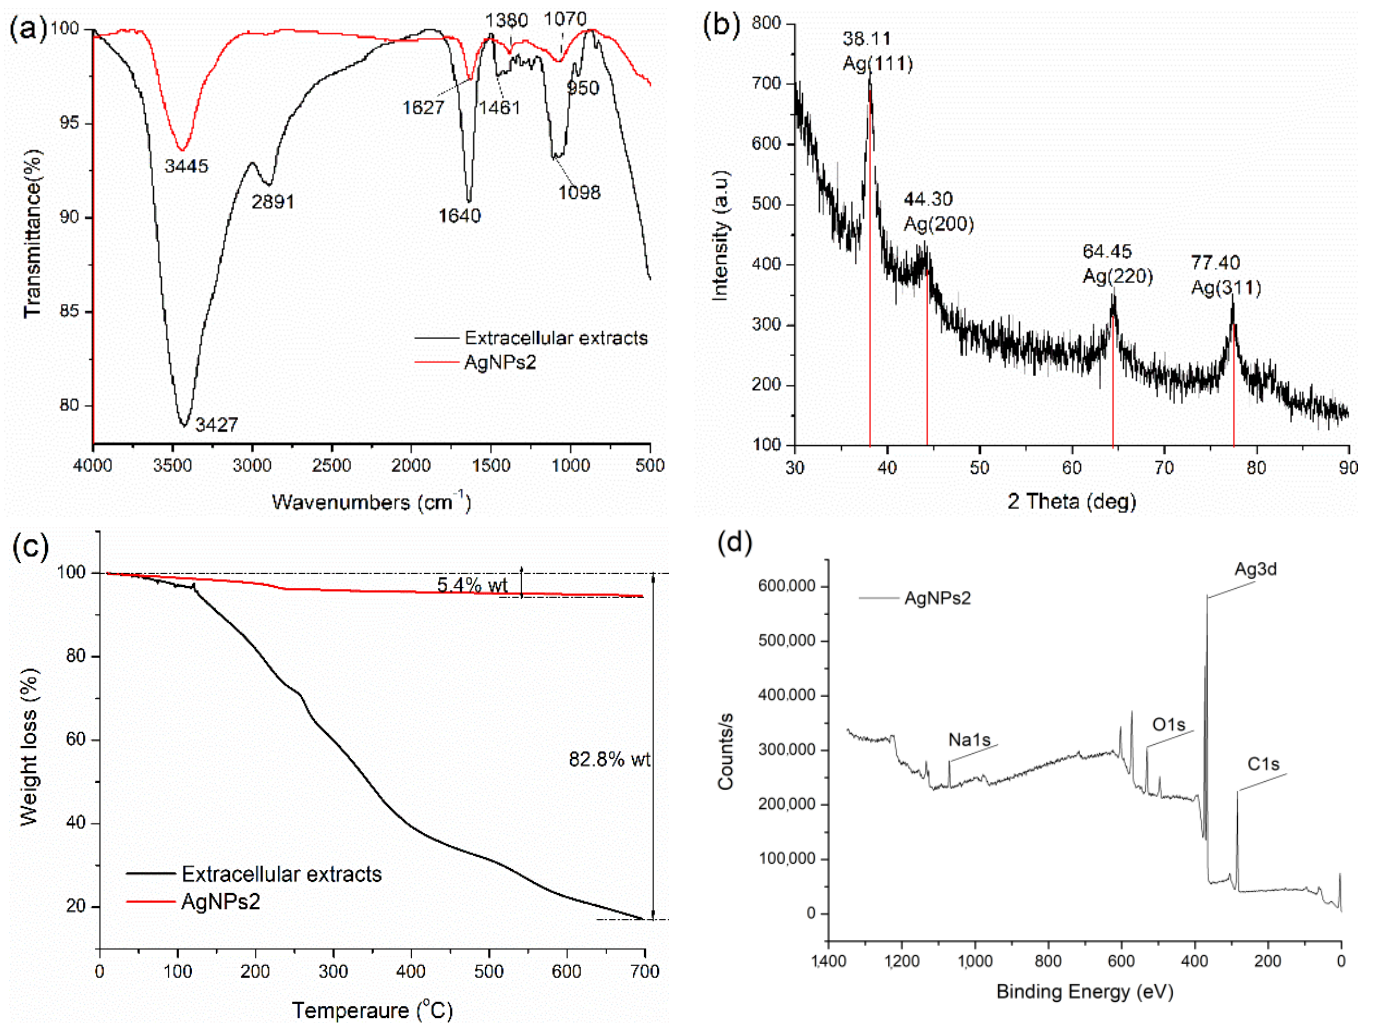 (a)
100
95
90
85
80
Transmittance(%)
1380
1070
1627
1461
950
3445
2891
1640
1098
3427
Extracellular extracts
AgNPs2
4000
3500
3000
2500
2000
1500
1000
500
Wavenumbers (cm⁻¹)
(b)
800
700
600
500
400
300
200
100
Intensity (a.u)
38.11
Ag(111)
44.30
Ag(200)
64.45
Ag(220)
77.40
Ag(311)
30
40
50
60
70
80
90
2 Theta (deg)
(c)
100
80
60
40
20
Weight loss (%)
5.4% wt
82.8% wt
Extracellular extracts
AgNPs2
0
100
200
300
400
500
600
700
Temperaure (°C)
(d)
600,000
500,000
400,000
300,000
200,000
100,000
0
Counts/s
AgNPs2
Ag3d
Na1s
O1s
C1s
1,400
1,200
1,000
800
600
400
200
0
Binding Energy (eV)